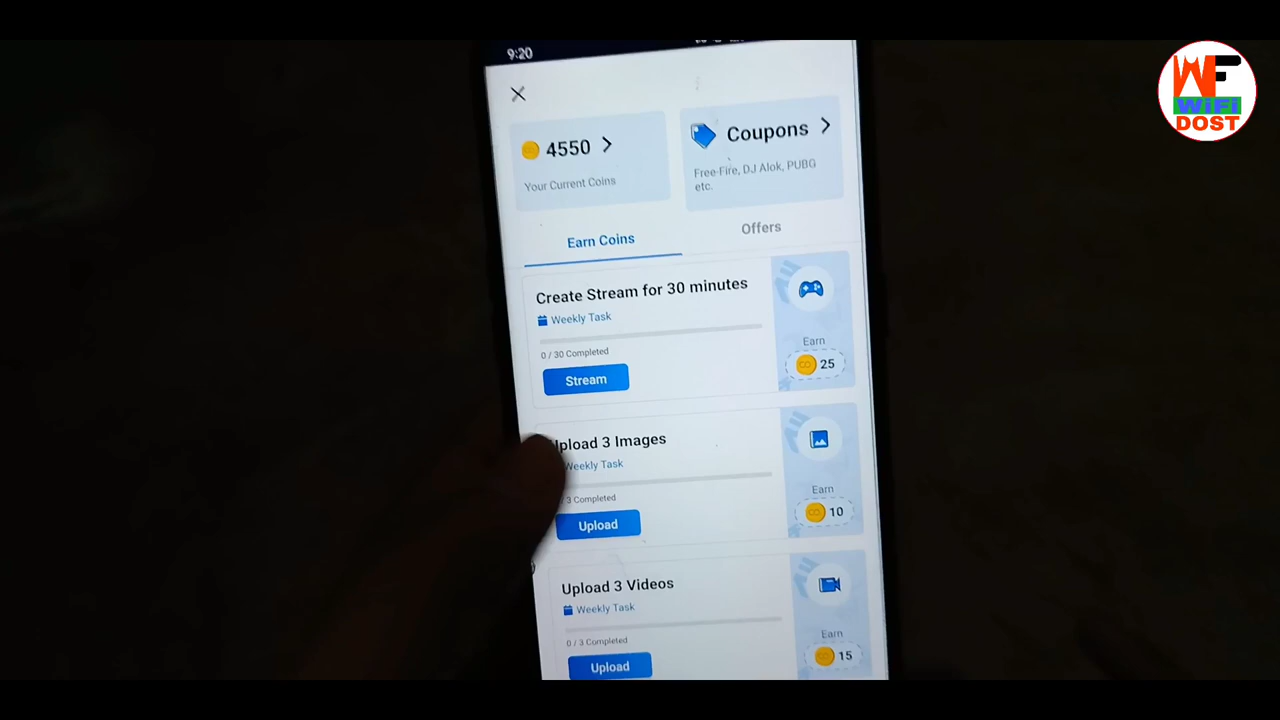 9:20
WF
WiFi
DOST
4550
Your Current Coins
Coupons
Free-Fire, DJ Alok, PUBG
etc.
Earn Coins
Offers
Create Stream for 30 minutes
Weekly Task
0 / 30 Completed
Stream
Earn
25
Upload 3 Images
Weekly Task
3 Completed
Upload
Earn
10
Upload 3 Videos
Weekly Task
0 / 3 Completed
Upload
Earn
15